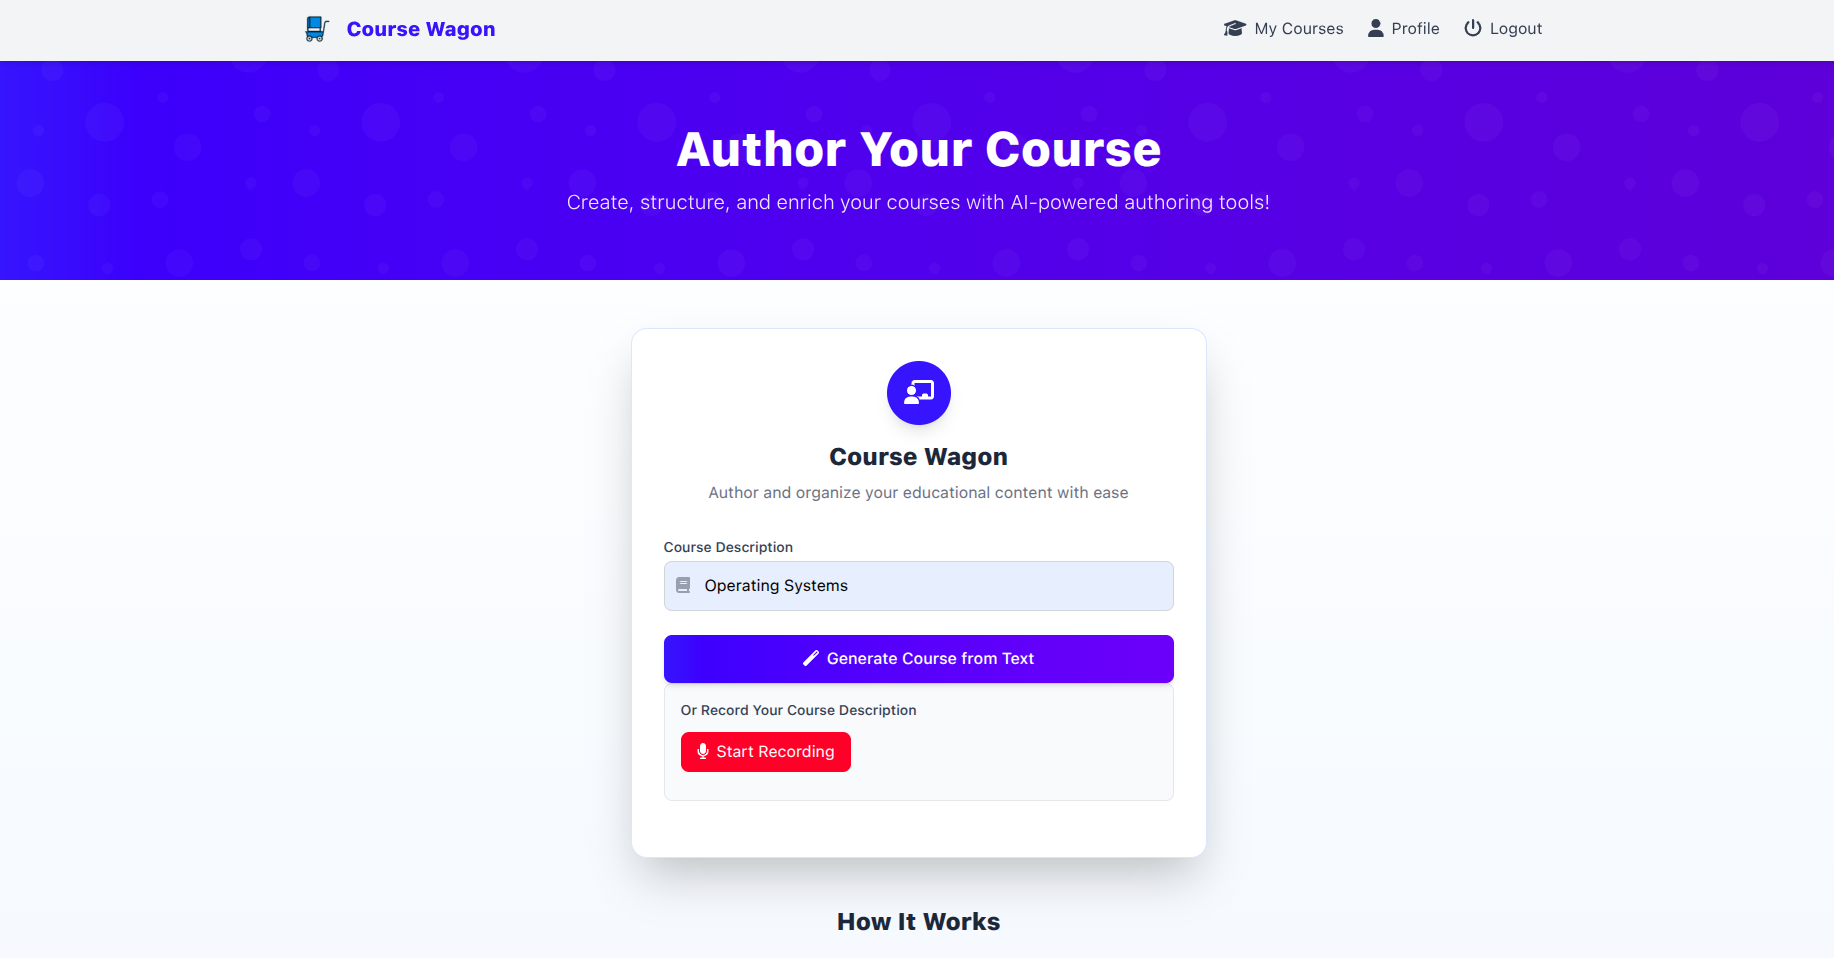 Course Wagon
My Courses
Profile
Logout
Author Your Course
Create, structure, and enrich your courses with AI-powered authoring tools!
Course Wagon
Author and organize your educational content with ease
Course Description
Operating Systems
Generate Course from Text
Or Record Your Course Description
Start Recording
How It Works